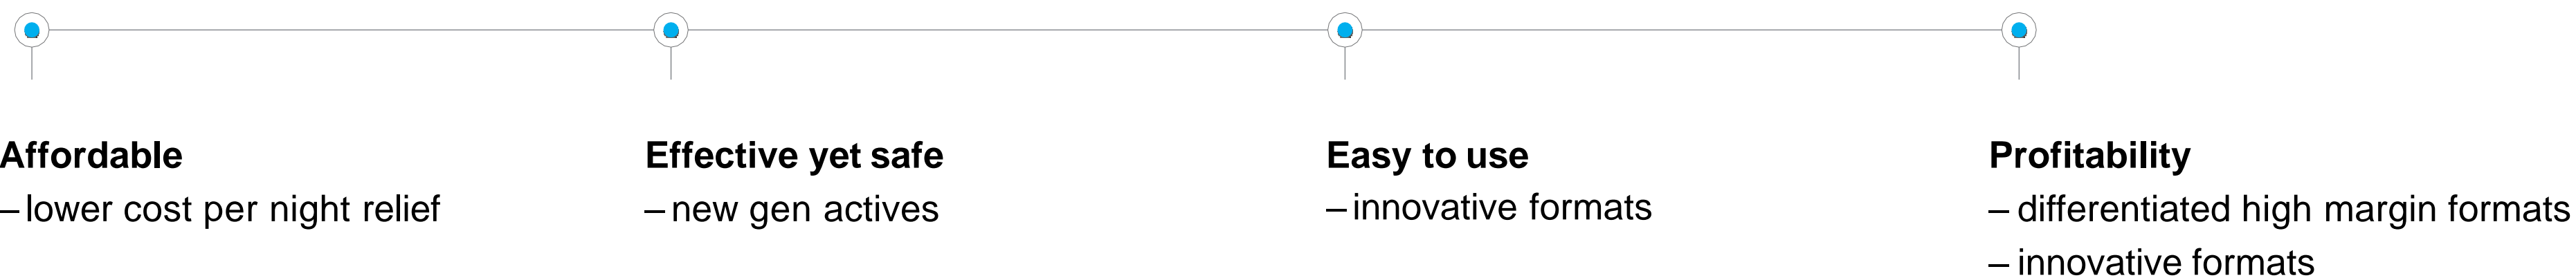 Affordable
– lower cost per night relief
Effective yet safe
– new gen actives
Easy to use
– innovative formats
Profitability
– differentiated high margin formats
– innovative formats